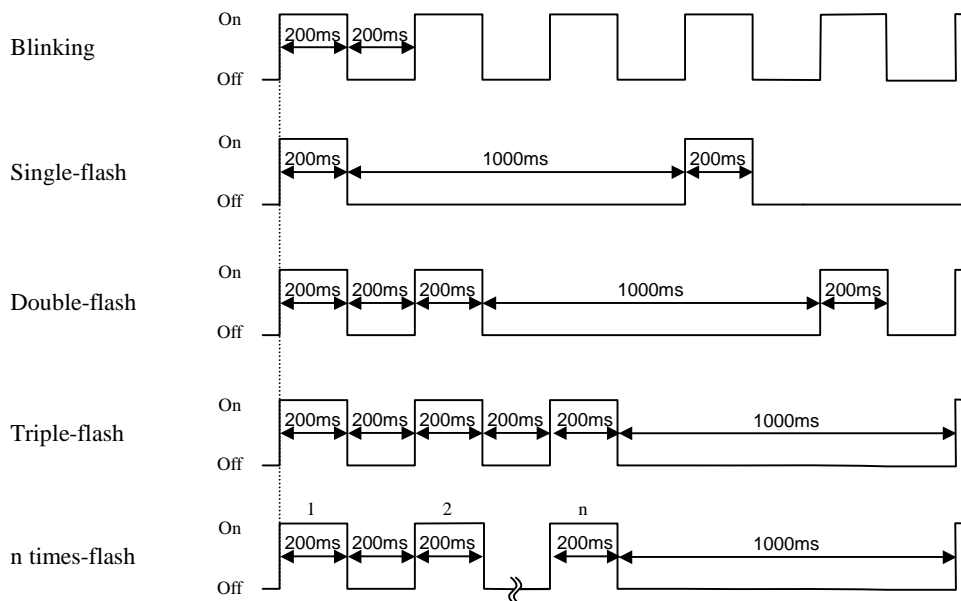 On
200ms 200ms
Blinking
Off
On
200ms 1000ms 200ms
Single-flash
Off
On
200ms 200ms 200ms 1000ms 200ms
Double-flash
Off
On
200ms 200ms 200ms 200ms 200ms 1000ms
Triple-flash
Off
1 2 n
On
200ms 200ms 200ms 200ms 1000ms
n times-flash
Off